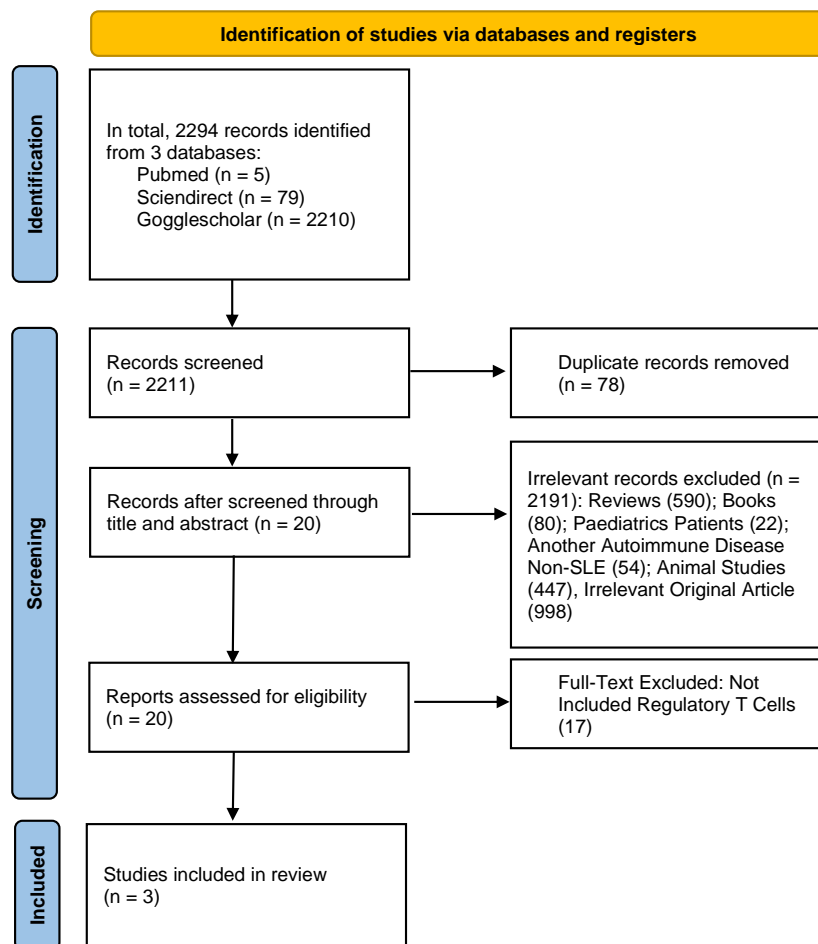 Identification of studies via databases and registers
Identification
In total, 2294 records identified
from 3 databases:
Pubmed (n = 5)
Sciendirect (n = 79)
Gogglescholar (n = 2210)
Screening
Records screened
(n = 2211)
Duplicate records removed
(n = 78)
Records after screened through
title and abstract (n = 20)
Irrelevant records excluded (n =
2191): Reviews (590); Books
(80); Paediatrics Patients (22);
Another Autoimmune Disease
Non-SLE (54); Animal Studies
(447), Irrelevant Original Article
(998)
Reports assessed for eligibility
(n = 20)
Full-Text Excluded: Not
Included Regulatory T Cells
(17)
Included
Studies included in review
(n = 3)